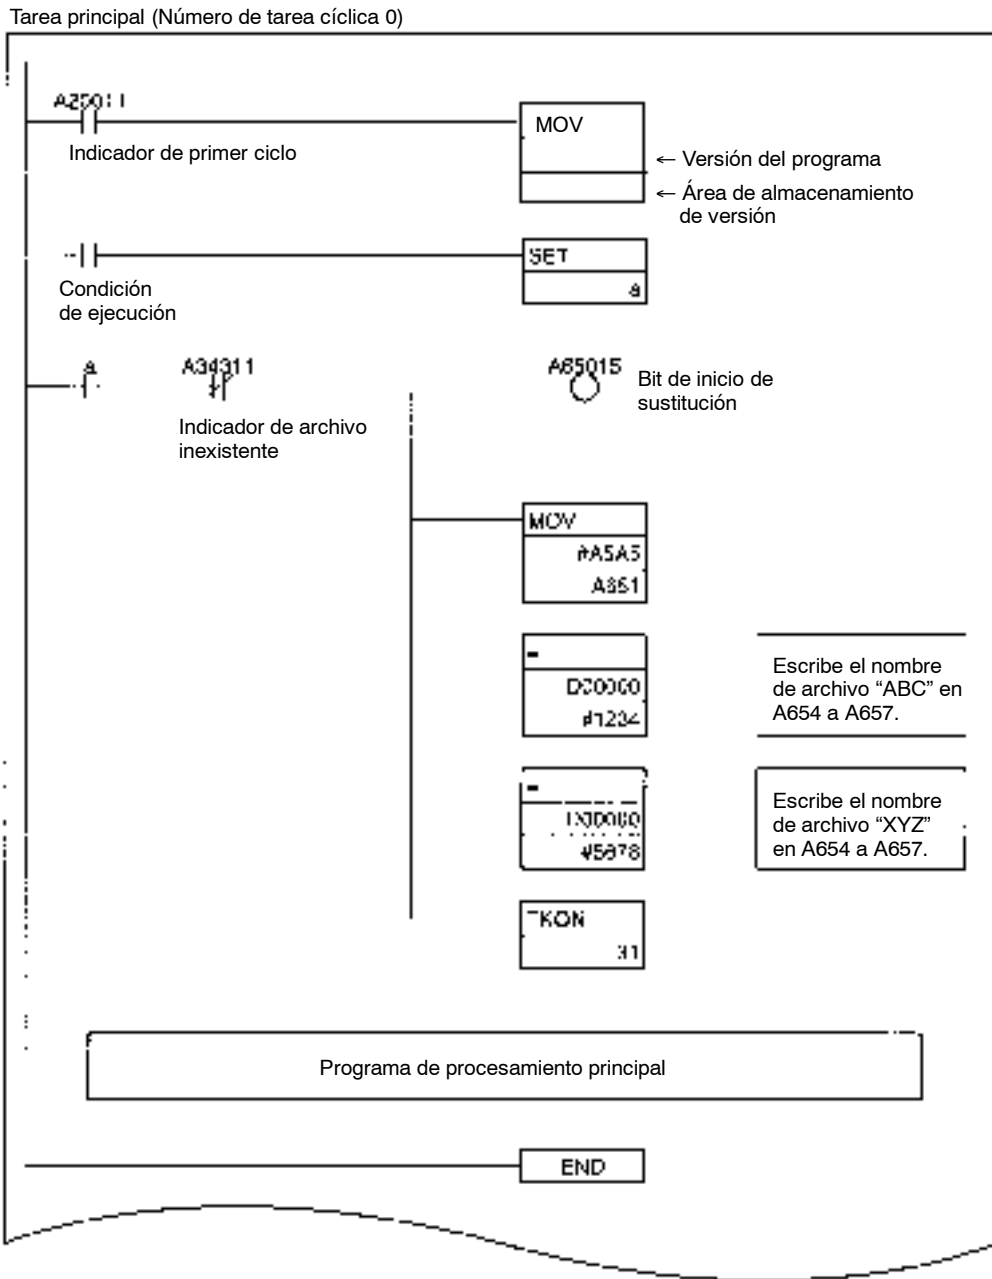 Tarea principal (Número de tarea cíclica 0)
MOV
Indicador de primer ciclo
← Versión del programa
← Área de almacenamiento
de versión
SET
a
Condición
de ejecución
a
A34311
A65015
Bit de inicio de
sustitución
Indicador de archivo
inexistente
MOV
#A5A5
A651
=
D00000
#1234
Escribe el nombre
de archivo “ABC” en
A654 a A657.
=
D00000
#5678
Escribe el nombre
de archivo “XYZ”
en A654 a A657.
TKON
31
Programa de procesamiento principal
END